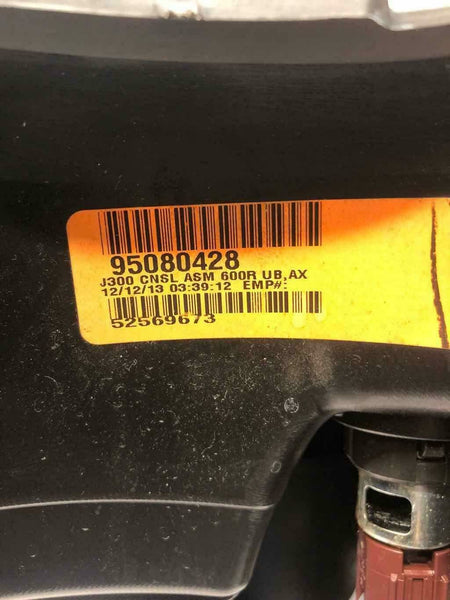 95080428
J300 CNSL ASM 600R UB,AX
12/12/13 03:39:12 EMP#:
52569673